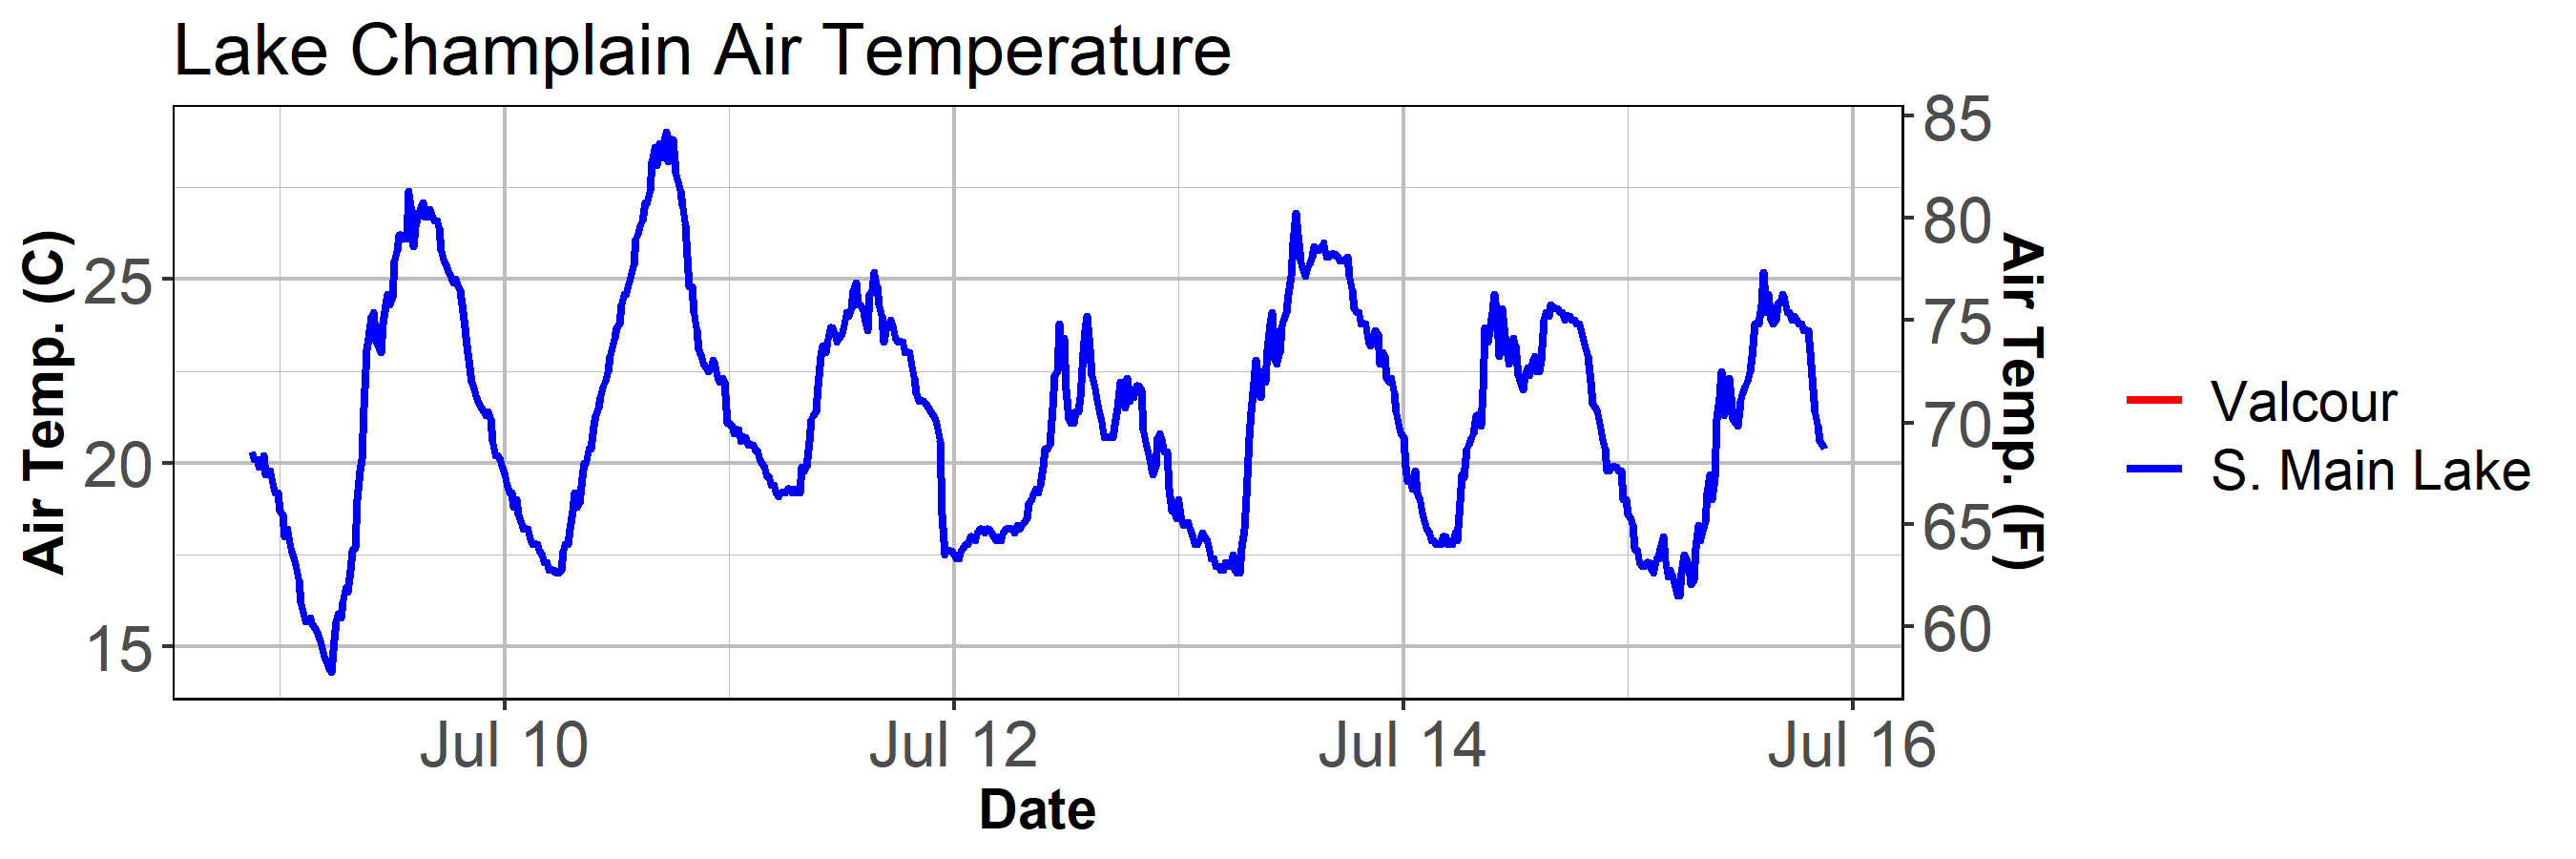 Lake Champlain Air Temperature
Air Temp. (C)
25
20
15
85
80
75
70
65
60
Air Temp. (F)
Jul 10
Jul 12
Jul 14
Jul 16
Date
Valcour
S. Main Lake